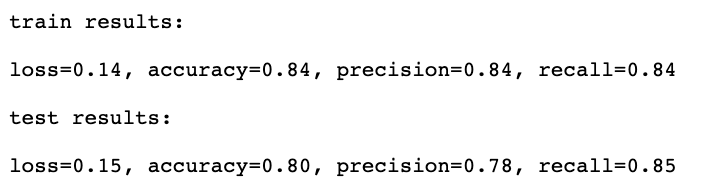 train results:
loss=0.14, accuracy=0.84, precision=0.84, recall=0.84
test results:
loss=0.15, accuracy=0.80, precision=0.78, recall=0.85